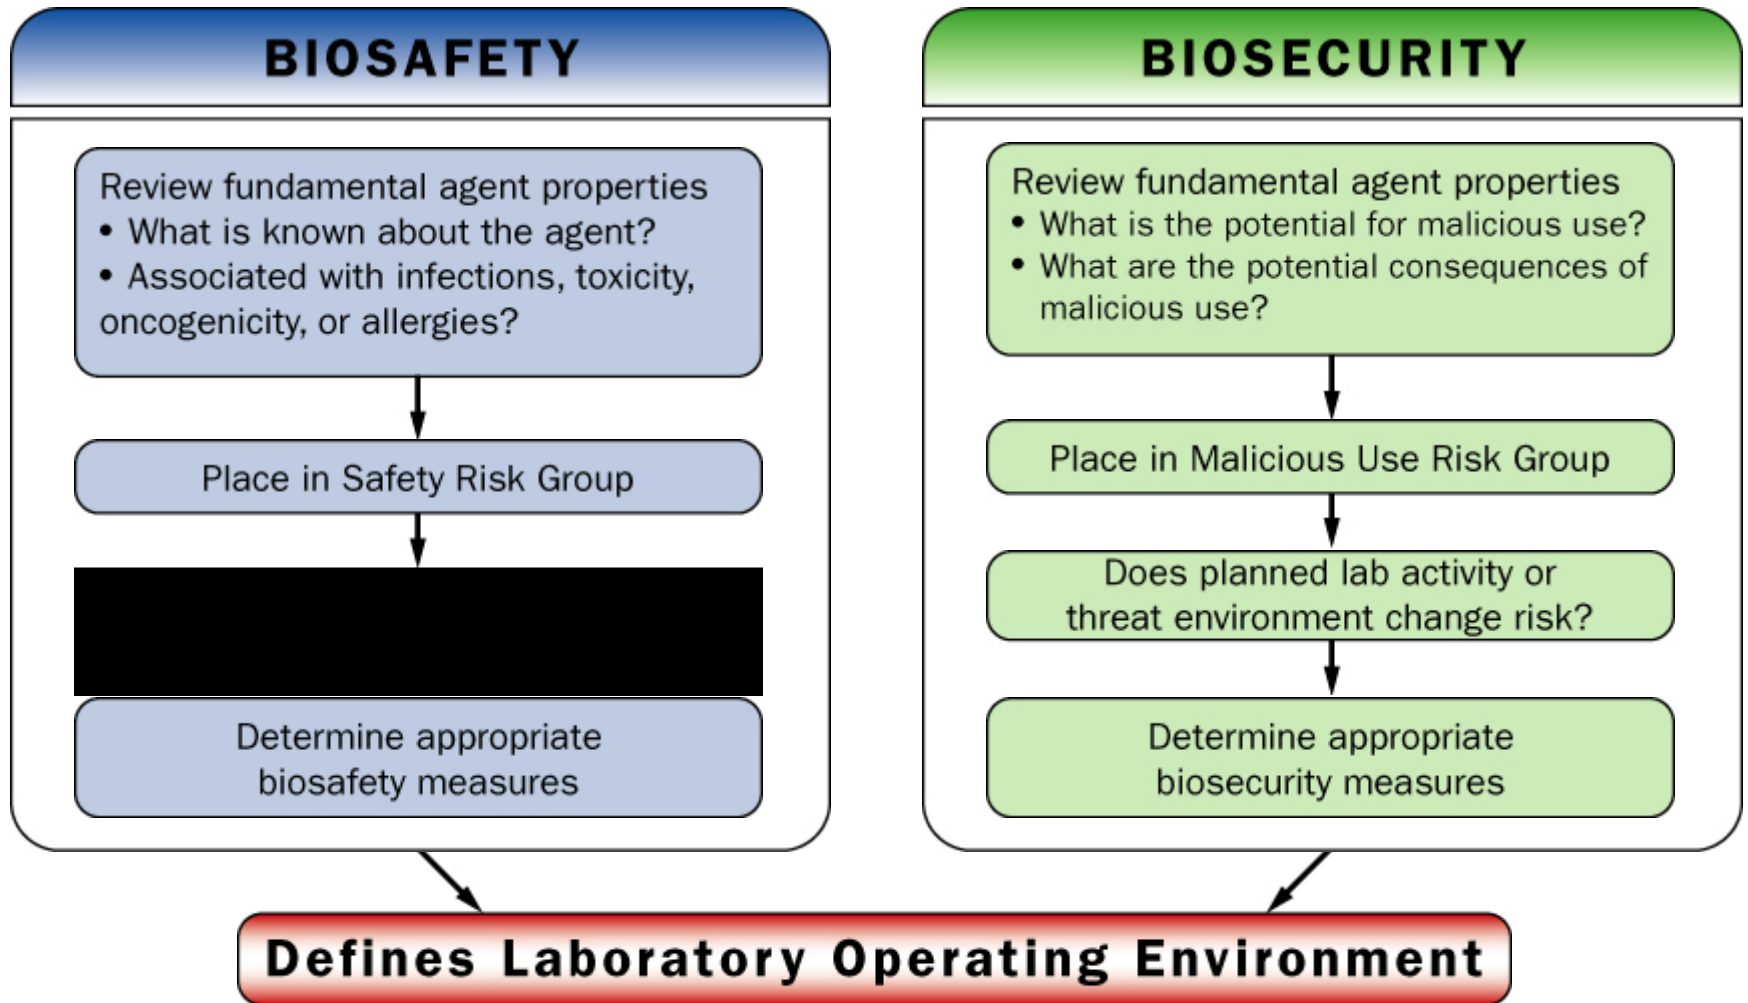 BIOSAFETY
Review fundamental agent properties
• What is known about the agent?
• Associated with infections, toxicity,
oncogenicity, or allergies?
Place in Safety Risk Group
Determine appropriate
biosafety measures
BIOSECURITY
Review fundamental agent properties
• What is the potential for malicious use?
• What are the potential consequences of
malicious use?
Place in Malicious Use Risk Group
Does planned lab activity or
threat environment change risk?
Determine appropriate
biosecurity measures
Defines Laboratory Operating Environment